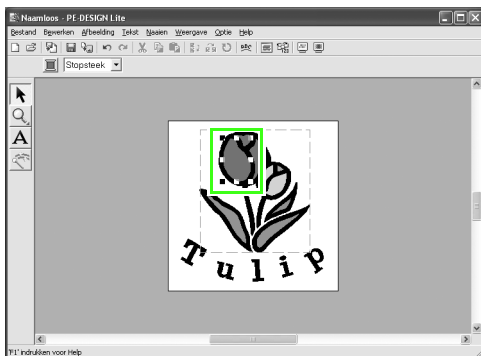 Naamloos - PE-DESIGN Lite
Bestand Bewerken Afbeelding Tekst Naaien Weergave Optie Help
Stopsteek
A
Tulip
'F1' indrukken voor Help